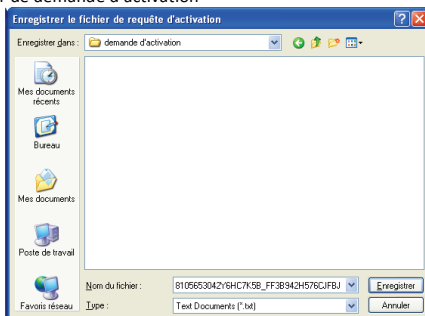 r de demande d'activation
Enregistrer le fichier de requête d'activation
Enregistrer dans :
demande d'activation
Mes documents
récents
Bureau
Mes documents
Poste de travail
Favoris réseau
Nom du fichier :
8105653042Y6HC7K5B_FF3B942H576CJFBJ
Enregistrer
Type :
Text Documents (*.txt)
Annuler